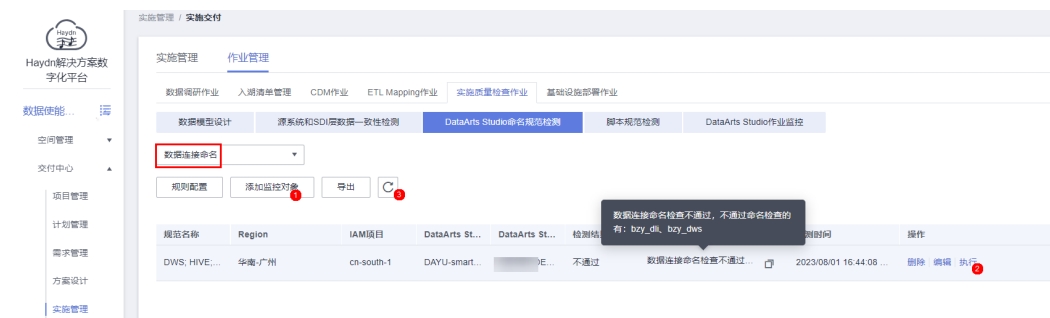 实施管理 / 实施交付
Haydn
Haydn解决方案数
字化平台
数据使能...
空间管理
交付中心
项目管理
计划管理
需求管理
方案设计
实施管理
实施管理 作业管理
数据调研作业 入湖清单管理 CDM作业 ETL Mapping作业 实施质量检查作业 基础设施部署作业
数据模型设计 源系统和SDI层数据一致性检测 DataArts Studio命名规范检测 脚本规范检测 DataArts Studio作业监控
数据连接命名
规则配置 添加监控对象 导出
1 3
数据连接命名检查不通过，不通过命名检查的
有：bzy_dli、bzy_dws
规范名称 Region IAM项目 DataArts St... DataArts St... 检测结 测时间 操作
DWS; HIVE;... 华南-广州 cn-south-1 DAYU-smart... E... 不通过 数据连接命名检查不通过... 2023/08/01 16:44:08 ... 删除 编辑 执行
2